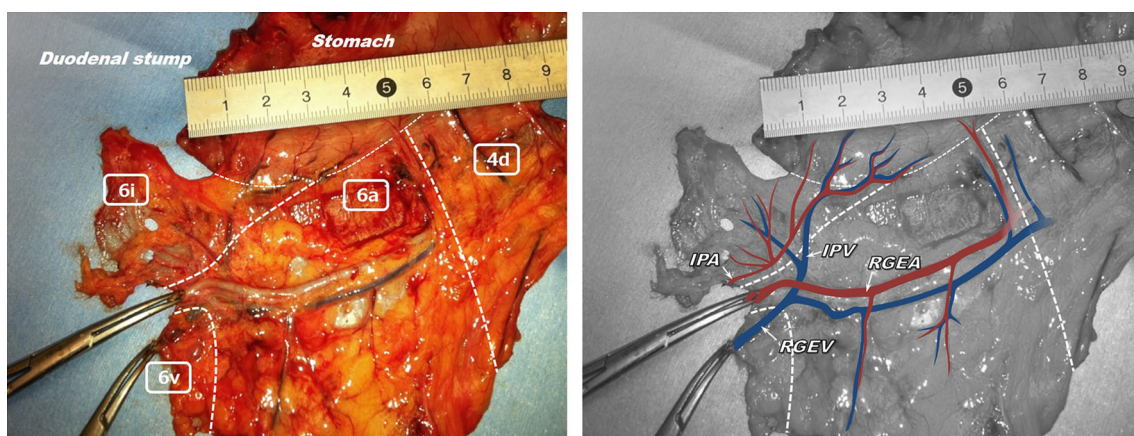 Stomach
Duodenal stump
1 2 3 4 5 6 7 8 9
4d
6i
6a
6v
1 2 3 4 5 6 7 8 9
IPV
IPA
RGEA
RGEV